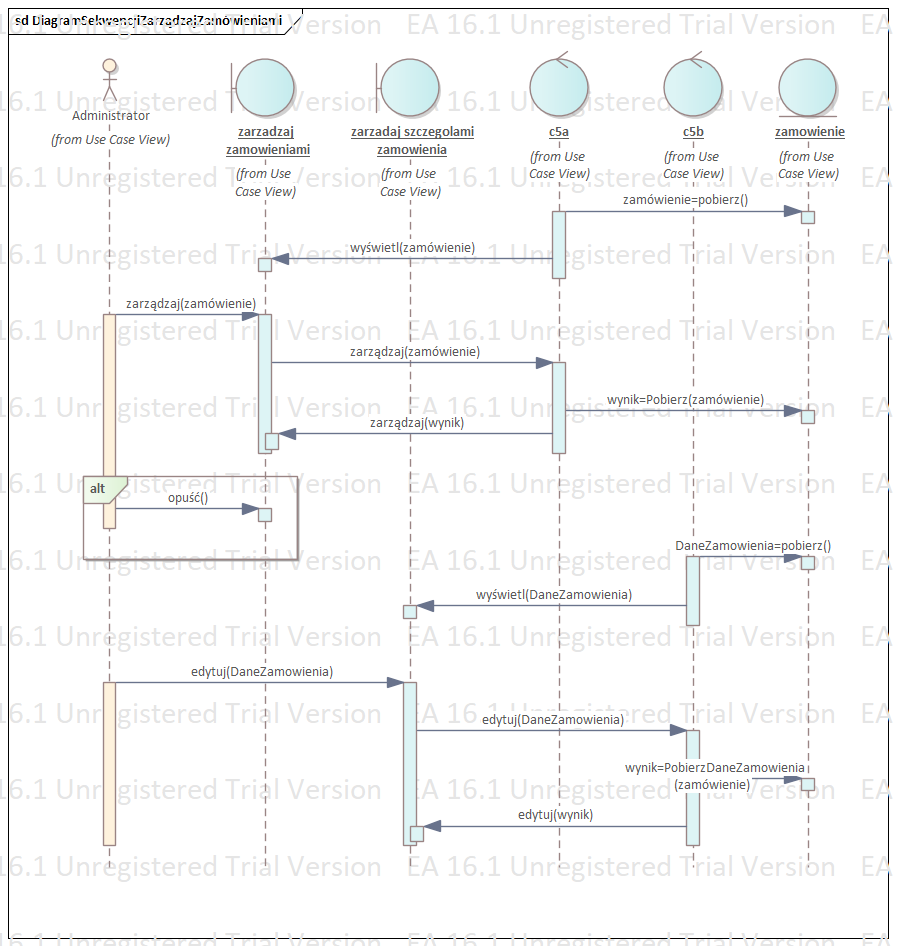 sd DiagramSekwencjiZarządzajZamówieniami
EA 16.1 Unregistered Trial Version
Administrator
(from Use Case View)
zarzadzaj
zamowieniami
(from Use
Case View)
zarzadaj szczegolami
zamowienia
(from Use
Case View)
c5a
(from Use
Case View)
c5b
(from Use
Case View)
zamowienie
(from Use
Case View)
zamówienie=pobierz()
wyświetl(zamówienie)
zarządzaj(zamówienie)
zarządzaj(zamówienie)
wynik=Pobierz(zamówienie)
zarządzaj(wynik)
alt
opuść()
DaneZamowienia=pobierz()
wyświetl(DaneZamowienia)
edytuj(DaneZamowienia)
edytuj(DaneZamowienia)
wynik=PobierzDaneZamowienia
(zamówienie)
edytuj(wynik)